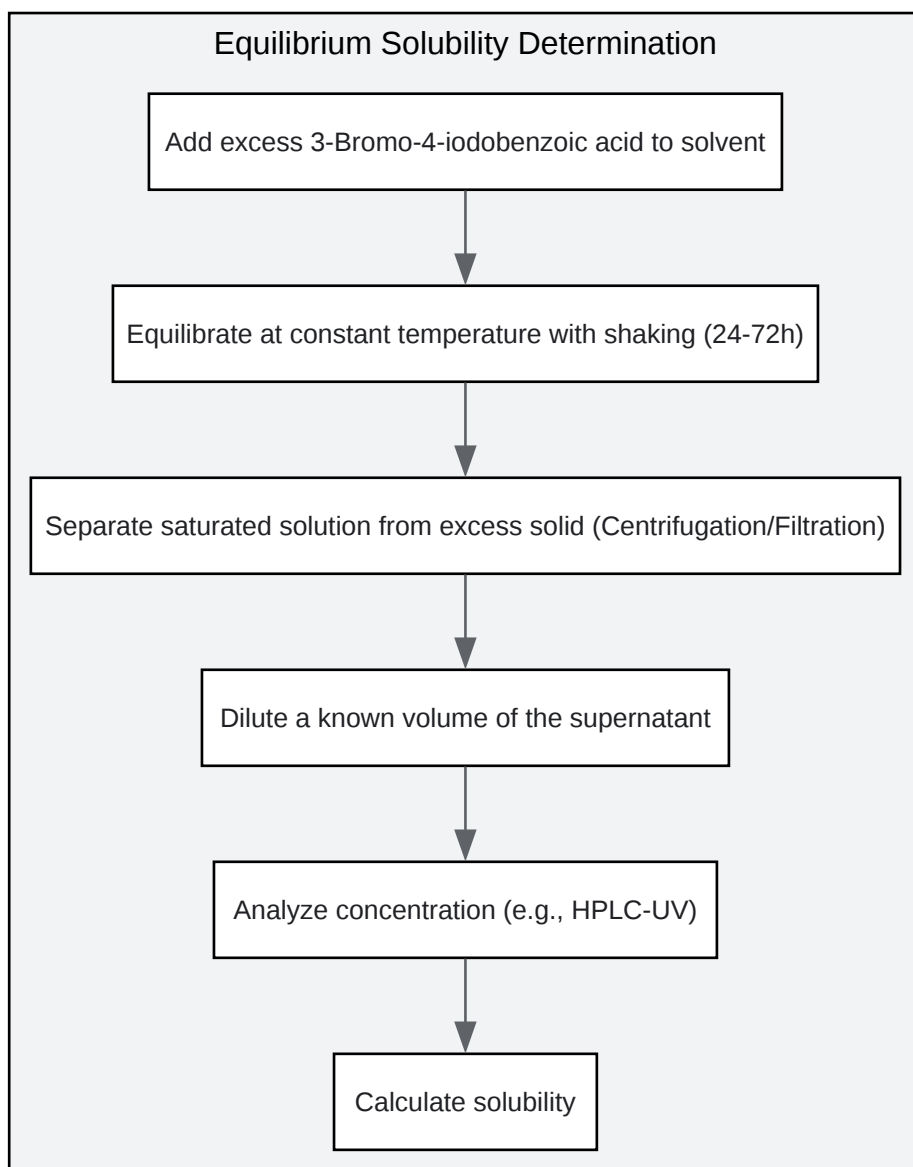 Equilibrium Solubility Determination
Add excess 3-Bromo-4-iodobenzoic acid to solvent
Equilibrate at constant temperature with shaking (24-72h)
Separate saturated solution from excess solid (Centrifugation/Filtration)
Dilute a known volume of the supernatant
Analyze concentration (e.g., HPLC-UV)
Calculate solubility